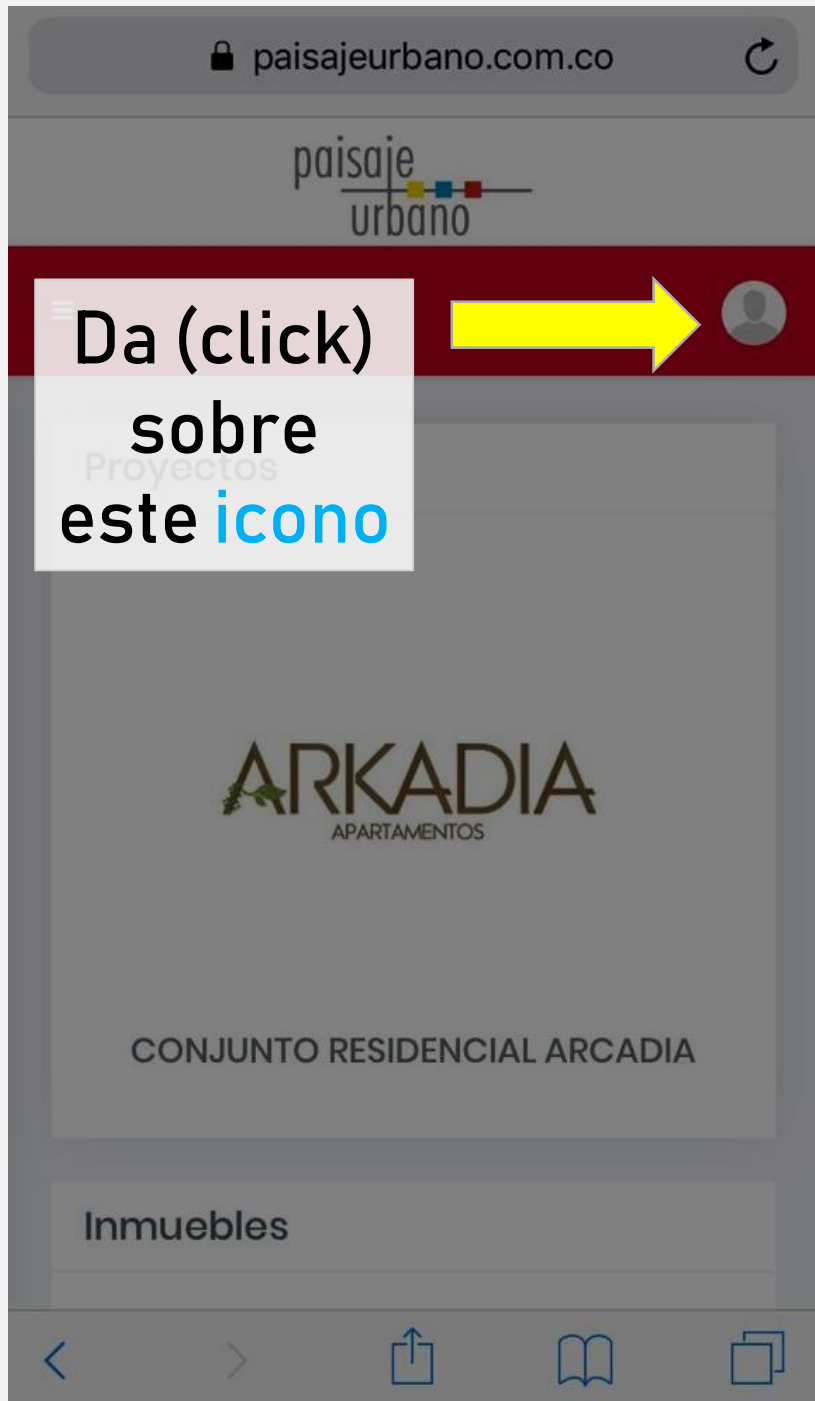 paisajeurbano.com.co
paisaje
urbano
Da (click)
sobre
este icono
Proyectos
ARKADIA
APARTAMENTOS
CONJUNTO RESIDENCIAL ARCADIA
Inmuebles